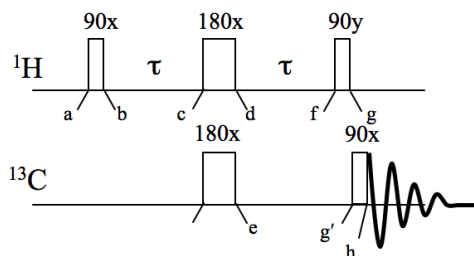 90x 180x 90y
¹H τ τ
a b c d f g
180x 90x
¹³C
e g′ h